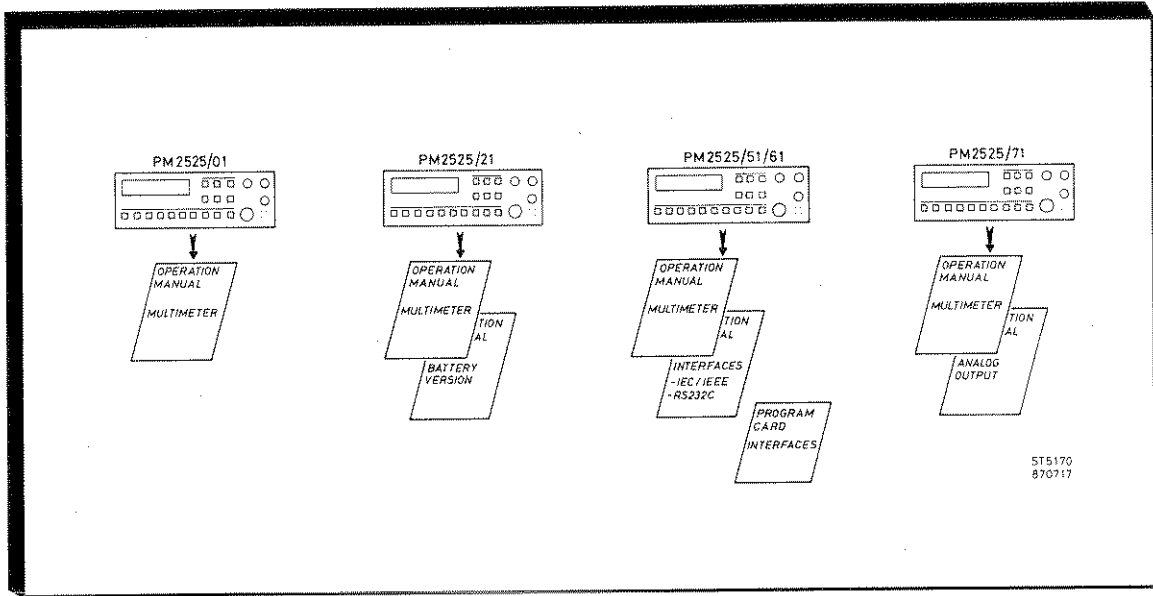 PM2525/01
OPERATION
MANUAL
MULTIMETER
PM2525/21
OPERATION
MANUAL
MULTIMETER
TION
AL
BATTERY
VERSION
PM2525/51/61
OPERATION
MANUAL
MULTIMETER
TION
AL
INTERFACES
-IEC/IEEE
-RS232C
PROGRAM
CARD
INTERFACES
PM2525/71
OPERATION
MANUAL
MULTIMETER
TION
AL
ANALOG
OUTPUT
ST5170
870717